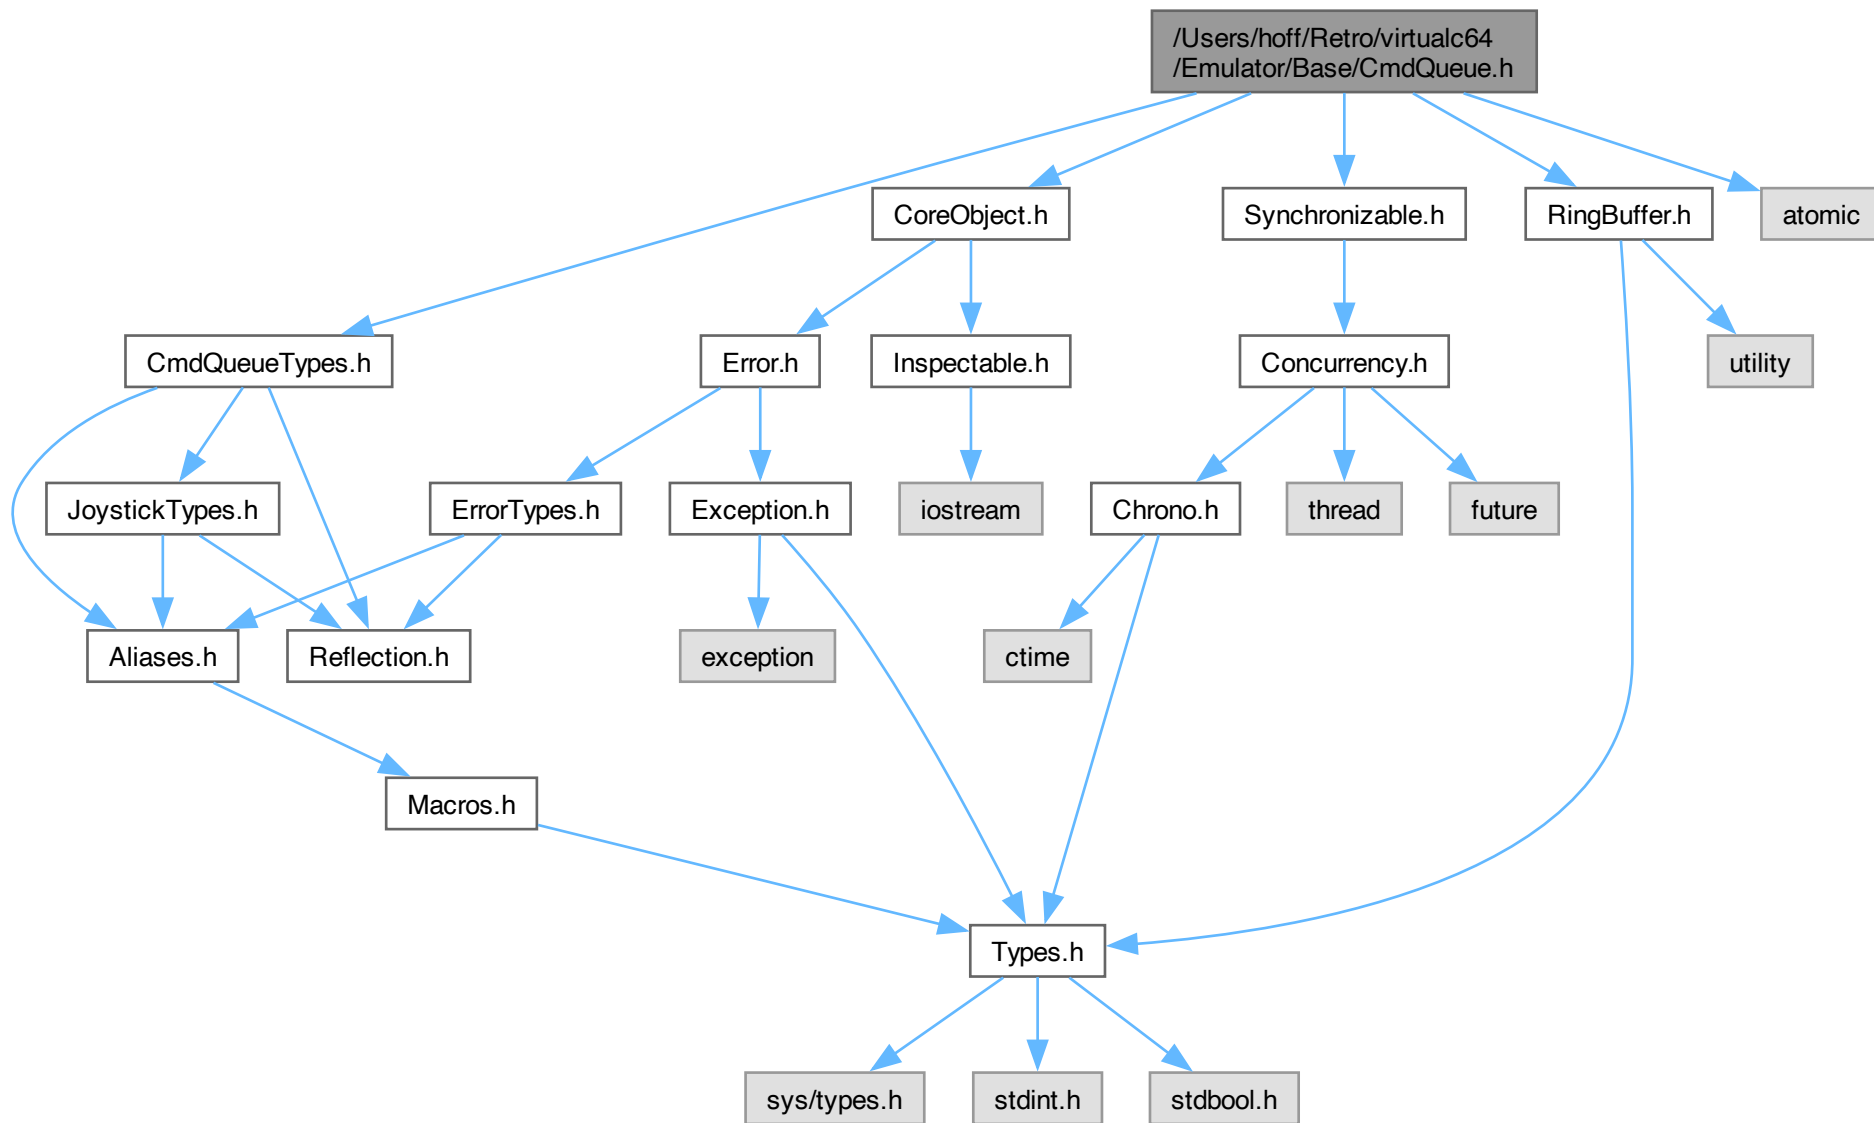 /Users/hoff/Retro/virtualc64
/Emulator/Base/CmdQueue.h
CoreObject.h
Synchronizable.h
RingBuffer.h
atomic
CmdQueueTypes.h
Error.h
Inspectable.h
Concurrency.h
utility
JoystickTypes.h
ErrorTypes.h
Exception.h
iostream
Chrono.h
thread
future
Aliases.h
Reflection.h
exception
ctime
Macros.h
Types.h
sys/types.h
stdint.h
stdbool.h